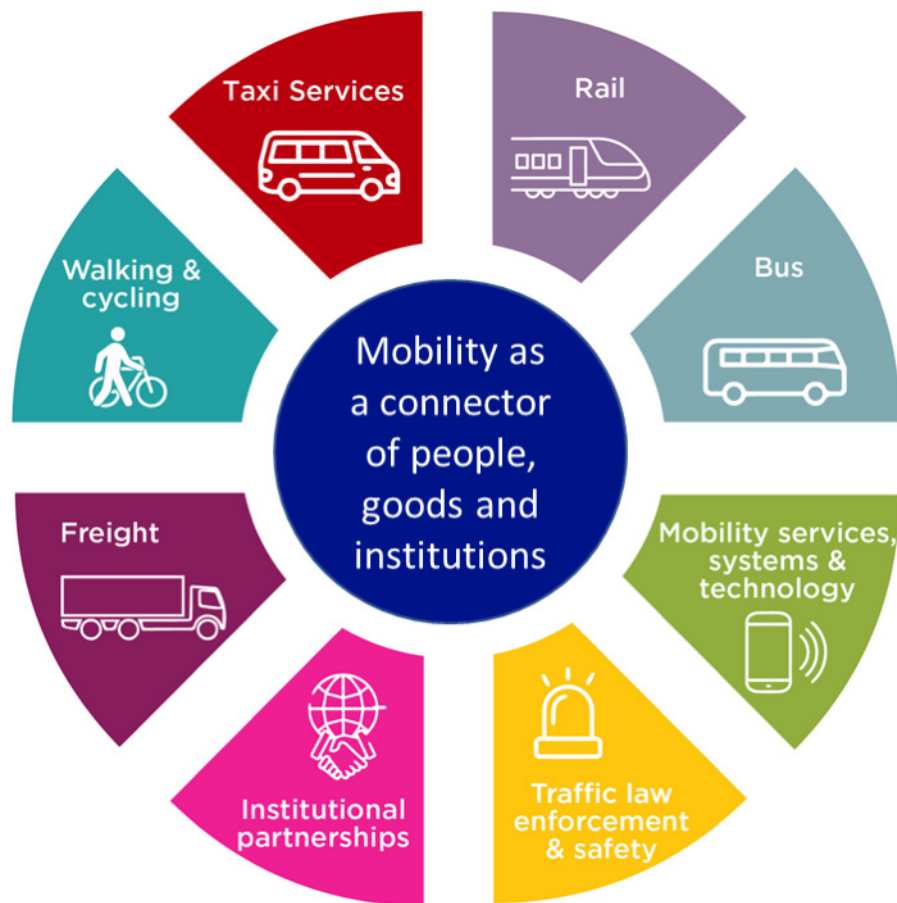 Taxi Services
Rail
Bus
Mobility services,
systems &
technology
Traffic law
enforcement
& safety
Institutional
partnerships
Freight
Walking &
cycling
Mobility as
a connector
of people,
goods and
institutions